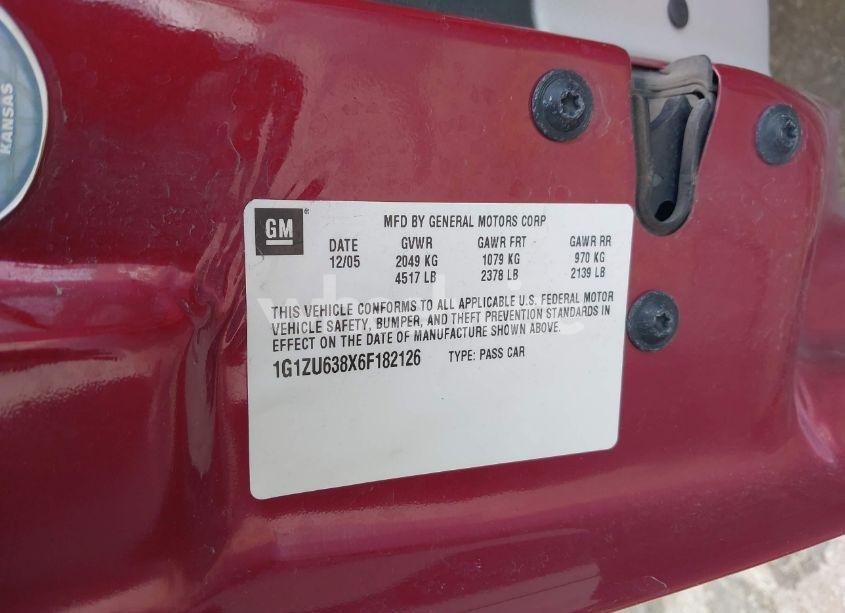 KANSAS
GM
MFD BY GENERAL MOTORS CORP
DATE GVWR GAWR FRT GAWR RR
12/05 2049 KG 1079 KG 970 KG
4517 LB 2378 LB 2139 LB
THIS VEHICLE CONFORMS TO ALL APPLICABLE U.S. FEDERAL MOTOR
VEHICLE SAFETY, BUMPER, AND THEFT PREVENTION STANDARDS IN
EFFECT ON THE DATE OF MANUFACTURE SHOWN ABOVE.
1G1ZU638X6F182126 TYPE: PASS CAR